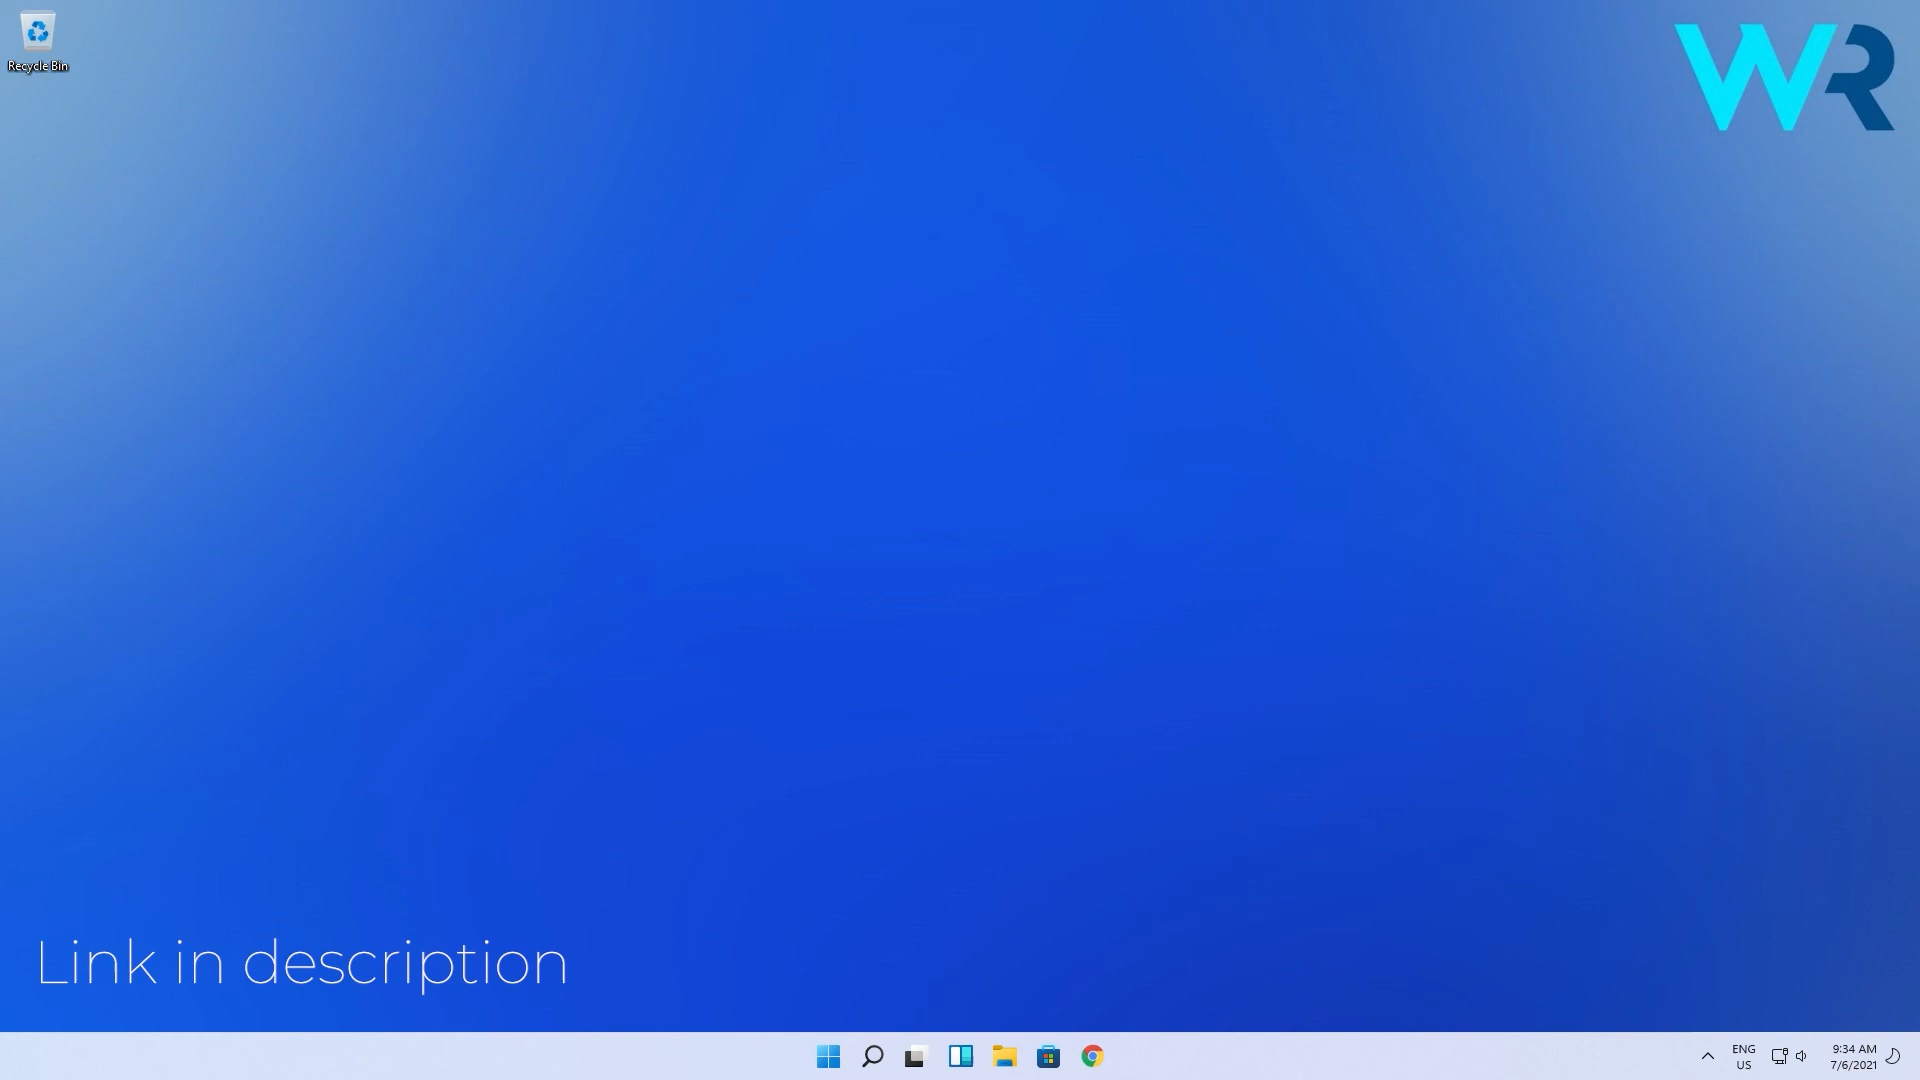 Recycle Bin
WR
Link in description
ENG
US
9:34 AM
7/6/2021